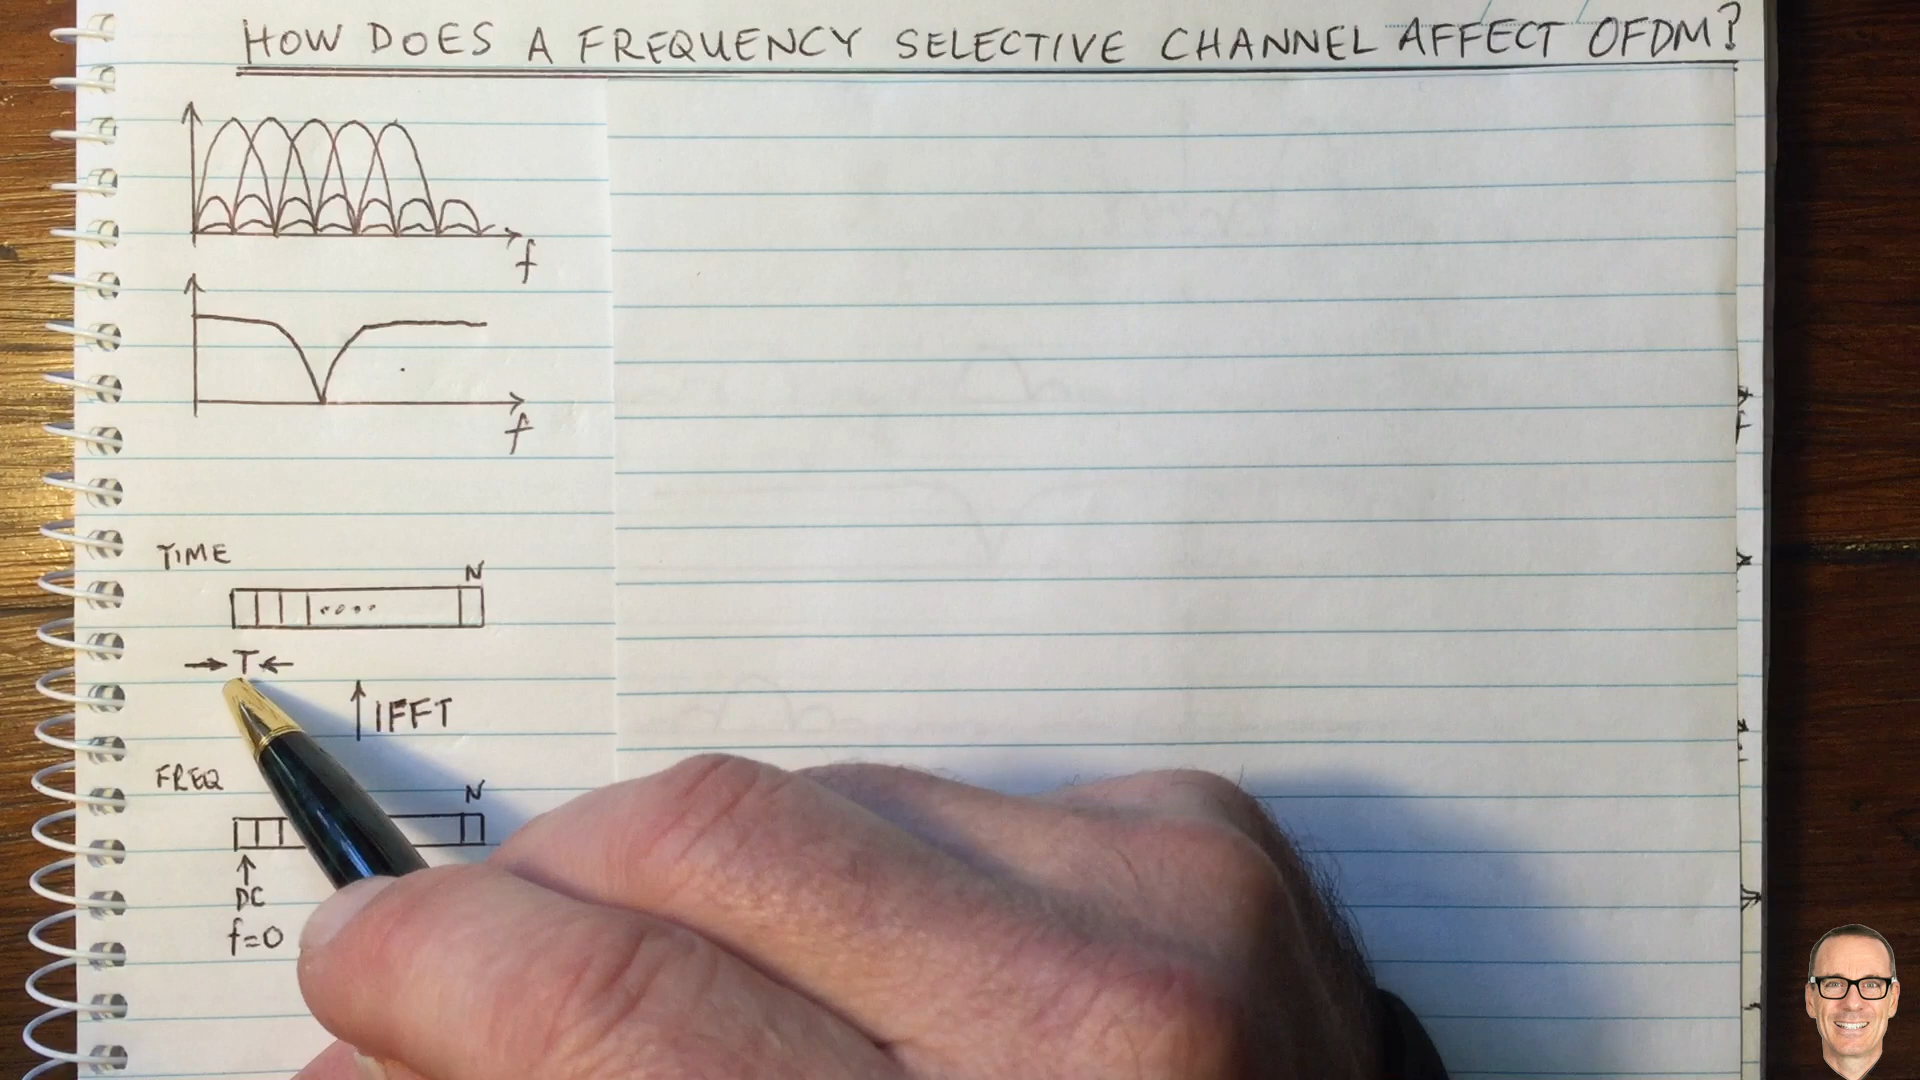 HOW DOES A FREQUENCY SELECTIVE CHANNEL AFFECT OFDM?
f
f
TIME
N
→T←
↑IFFT
FREQ
N
↑
DC
f=0